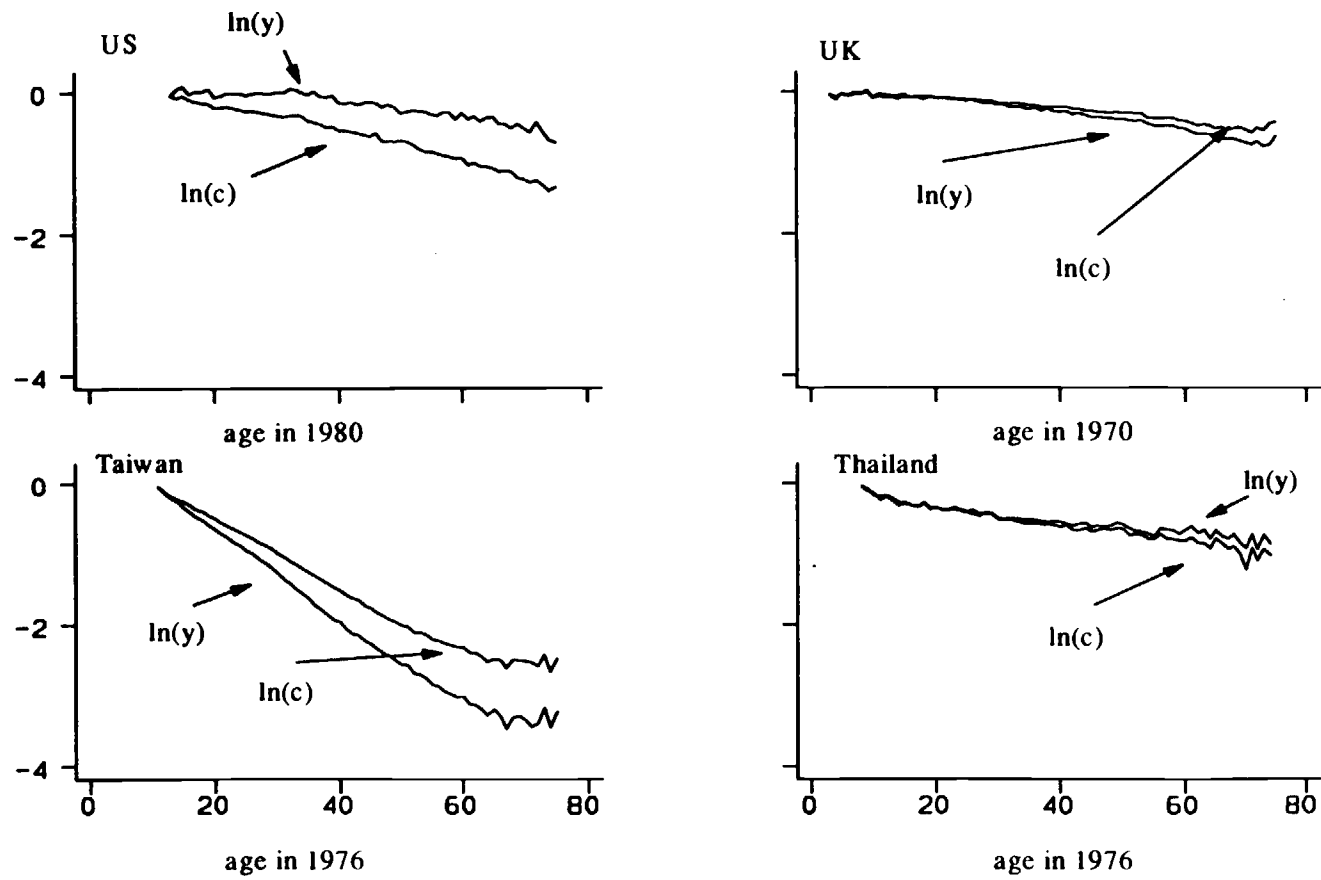 US
ln(y)
0
ln(c)
-2
-4
age in 1980
UK
ln(y)
ln(c)
age in 1970
Taiwan
0
ln(y)
-2
ln(c)
-4
0 20 40 60 80
age in 1976
Thailand
ln(y)
ln(c)
0 20 40 60 80
age in 1976